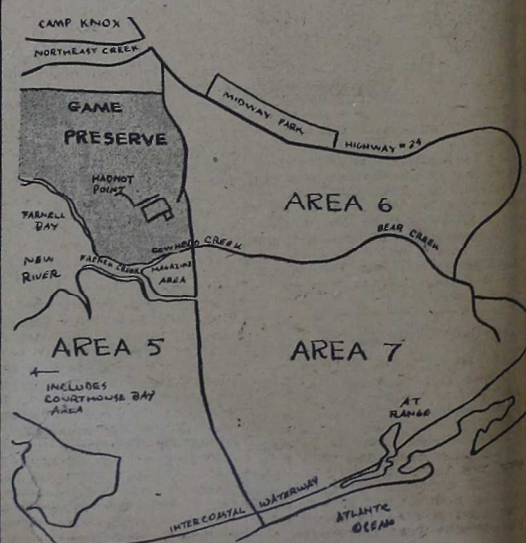 CAMP KNOX
NORTHEAST CREEK
MIDWAY PARK
HIGHWAY #24
GAME
PRESERVE
HADNOT
POINT
AREA 6
FARNELL
BAY
BEAR CREEK
COWHEAD CREEK
NEW
RIVER
FRENCH CREEK
MAGAZINE
AREA
AREA 5
AREA 7
INCLUDES
COURTHOUSE BAY
AREA
AT
RANGE
INTERCOASTAL WATERWAY
ATLANTIC
OCEAN